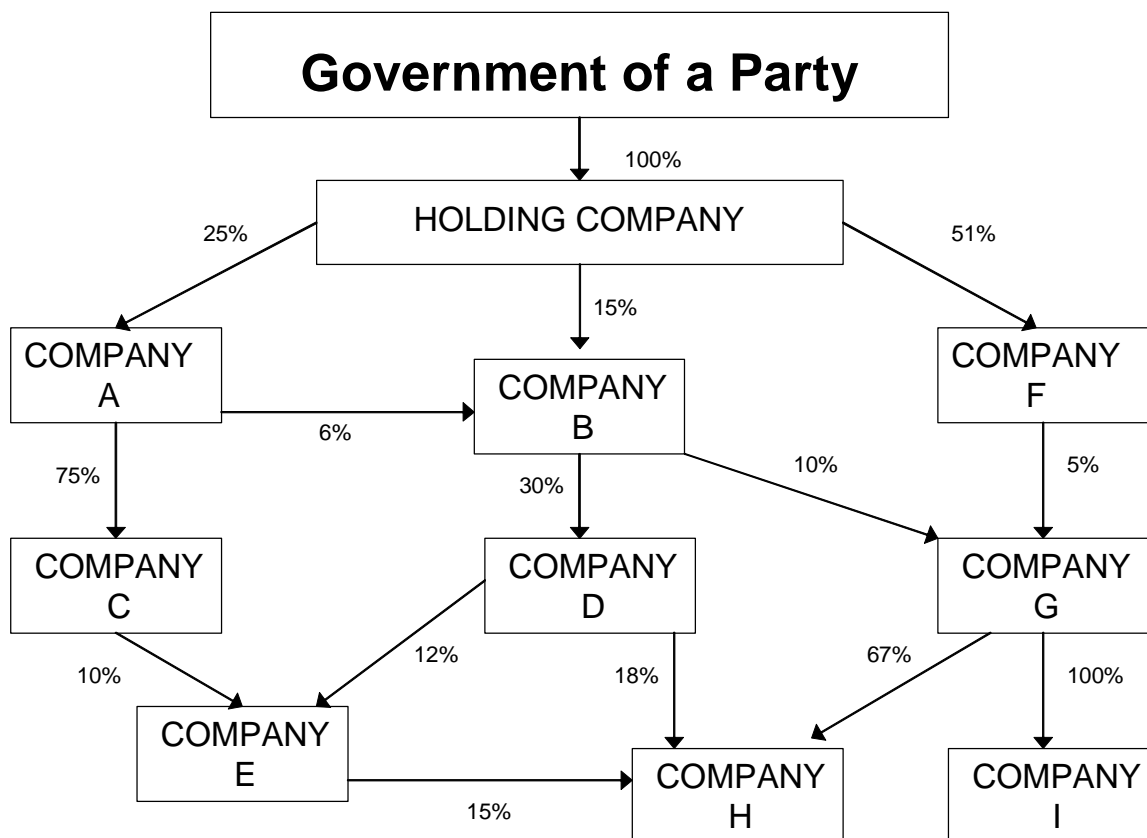 Government of a Party
100%
HOLDING COMPANY
25%
51%
15%
COMPANY
A
COMPANY
B
COMPANY
F
6%
75%
30%
10%
5%
COMPANY
C
COMPANY
D
COMPANY
G
10%
12%
18%
67%
100%
COMPANY
E
COMPANY
H
COMPANY
I
15%